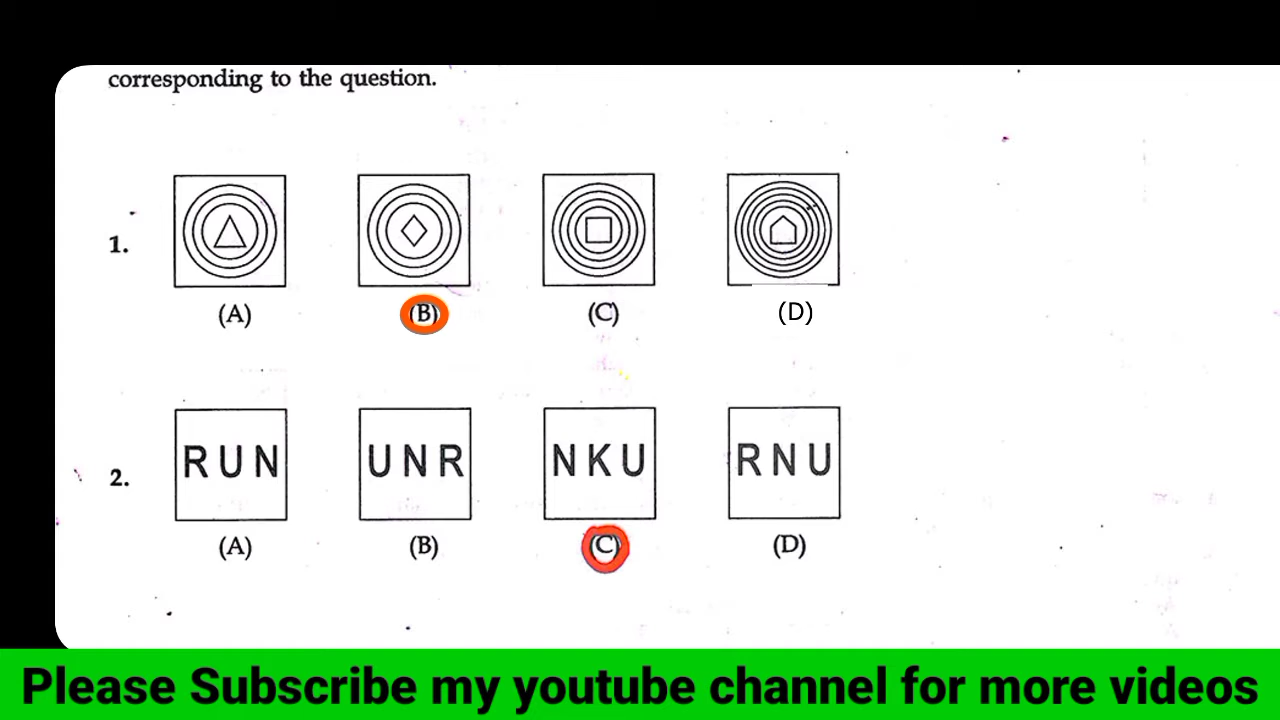 corresponding to the question.
1.
(A) (B) (C) (D)
2. RUN UNR NKU RNU
(A) (B) (C) (D)
Please Subscribe my youtube channel for more videos